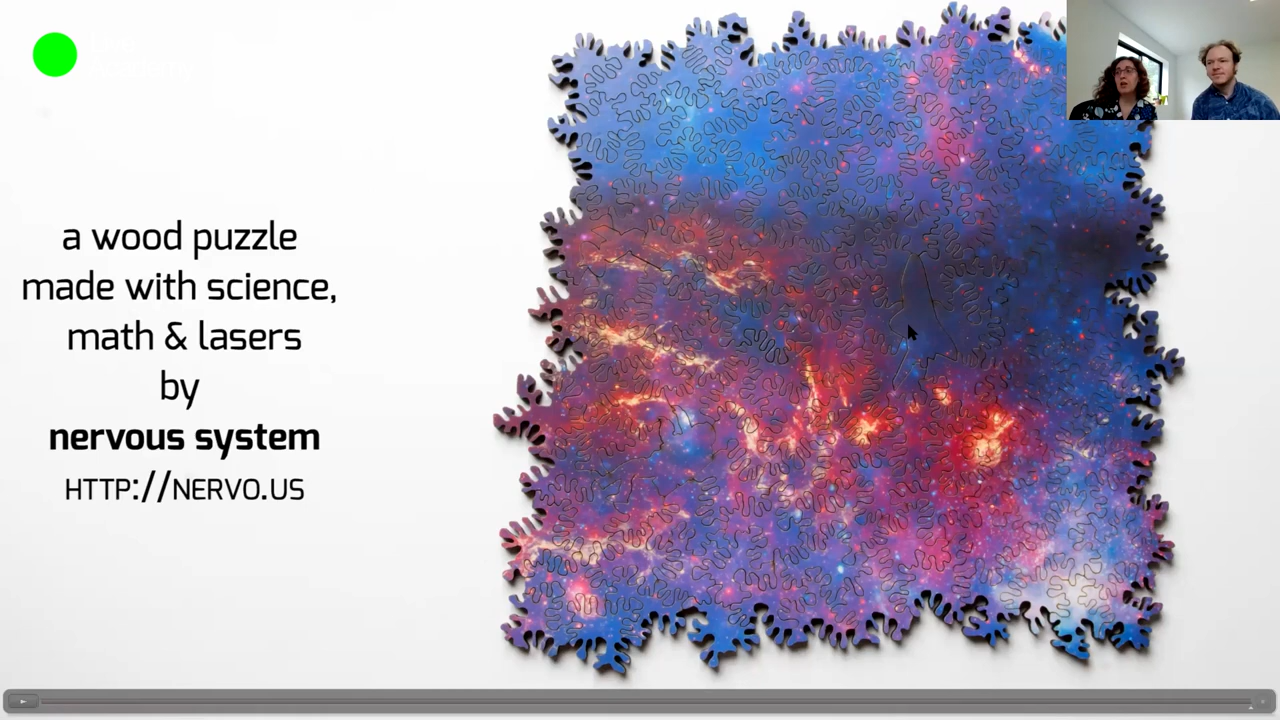 a wood puzzle
made with science,
math & lasers
by
nervous system
HTTP://NERVO.US